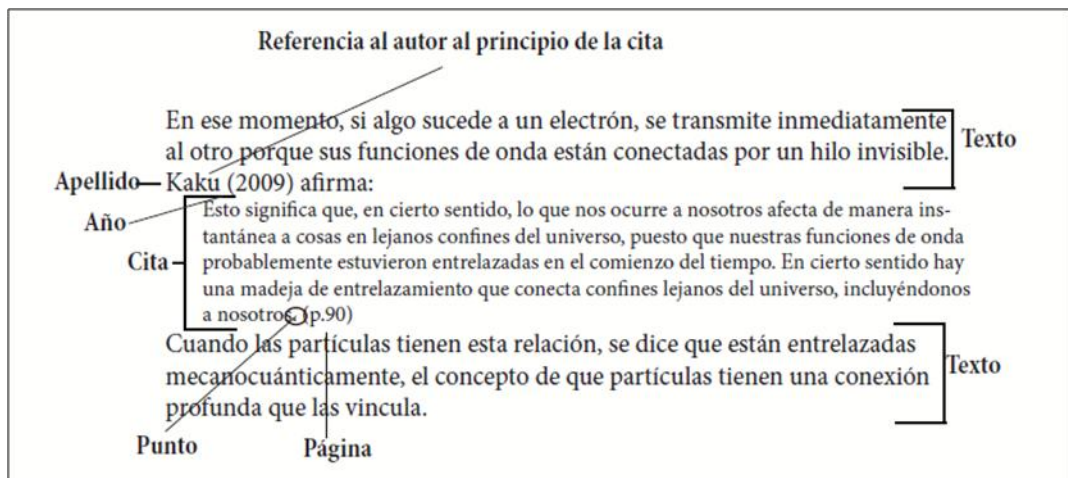 Referencia al autor al principio de la cita
En ese momento, si algo sucede a un electrón, se transmite inmediatamente
al otro porque sus funciones de onda están conectadas por un hilo invisible.
Texto
Apellido
Kaku (2009) afirma:
Año
Esto significa que, en cierto sentido, lo que nos ocurre a nosotros afecta de manera ins-
tantánea a cosas en lejanos confines del universo, puesto que nuestras funciones de onda
Cita
probablemente estuvieron entrelazadas en el comienzo del tiempo. En cierto sentido hay
una madeja de entrelazamiento que conecta confines lejanos del universo, incluyéndonos
a nosotros. (p.90)
Cuando las partículas tienen esta relación, se dice que están entrelazadas
mecanocuánticamente, el concepto de que partículas tienen una conexión
profunda que las vincula.
Texto
Punto
Página